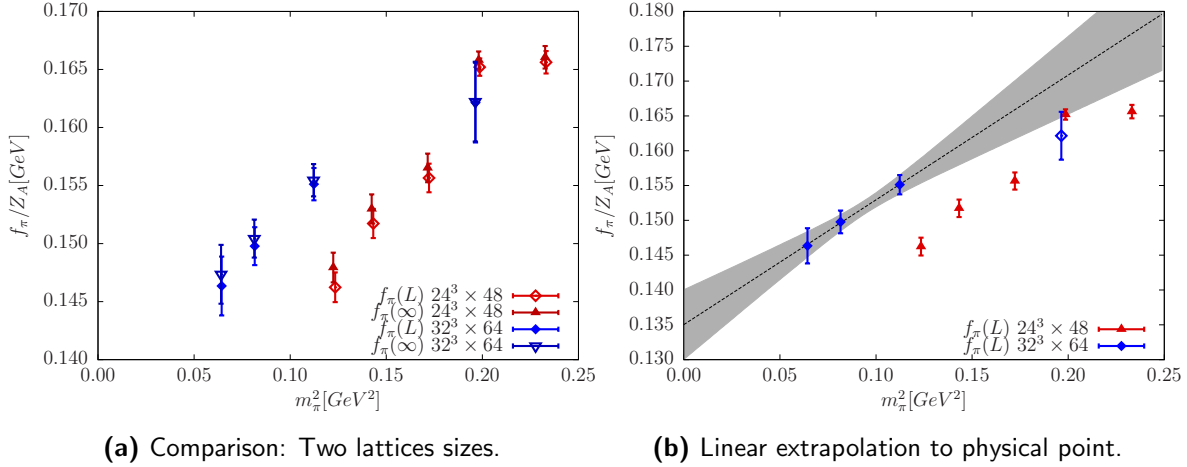 0.170
0.165
0.160
0.155
0.150
0.145
0.140
0.00 0.05 0.10 0.15 0.20 0.25
f_π/Z_A[GeV]
m_π^2[GeV^2]
f_π(L) 24^3 × 48
f_π(∞) 24^3 × 48
f_π(L) 32^3 × 64
f_π(∞) 32^3 × 64
(a) Comparison: Two lattices sizes.
0.180
0.175
0.170
0.165
0.160
0.155
0.150
0.145
0.140
0.135
0.130
0.00 0.05 0.10 0.15 0.20 0.25
f_π/Z_A[GeV]
m_π^2[GeV^2]
f_π(L) 24^3 × 48
f_π(L) 32^3 × 64
(b) Linear extrapolation to physical point.